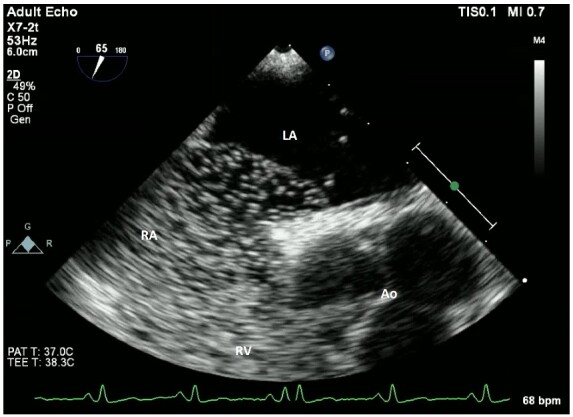 Adult Echo
TIS0.1 MI 0.7
X7-2t
53Hz
6.0cm
0 65 180
P
M4
2D
49%
C 50
P Off
Gen
LA
G
P R
RA
Ao
RV
PAT T: 37.0C
TEE T: 38.3C
68 bpm